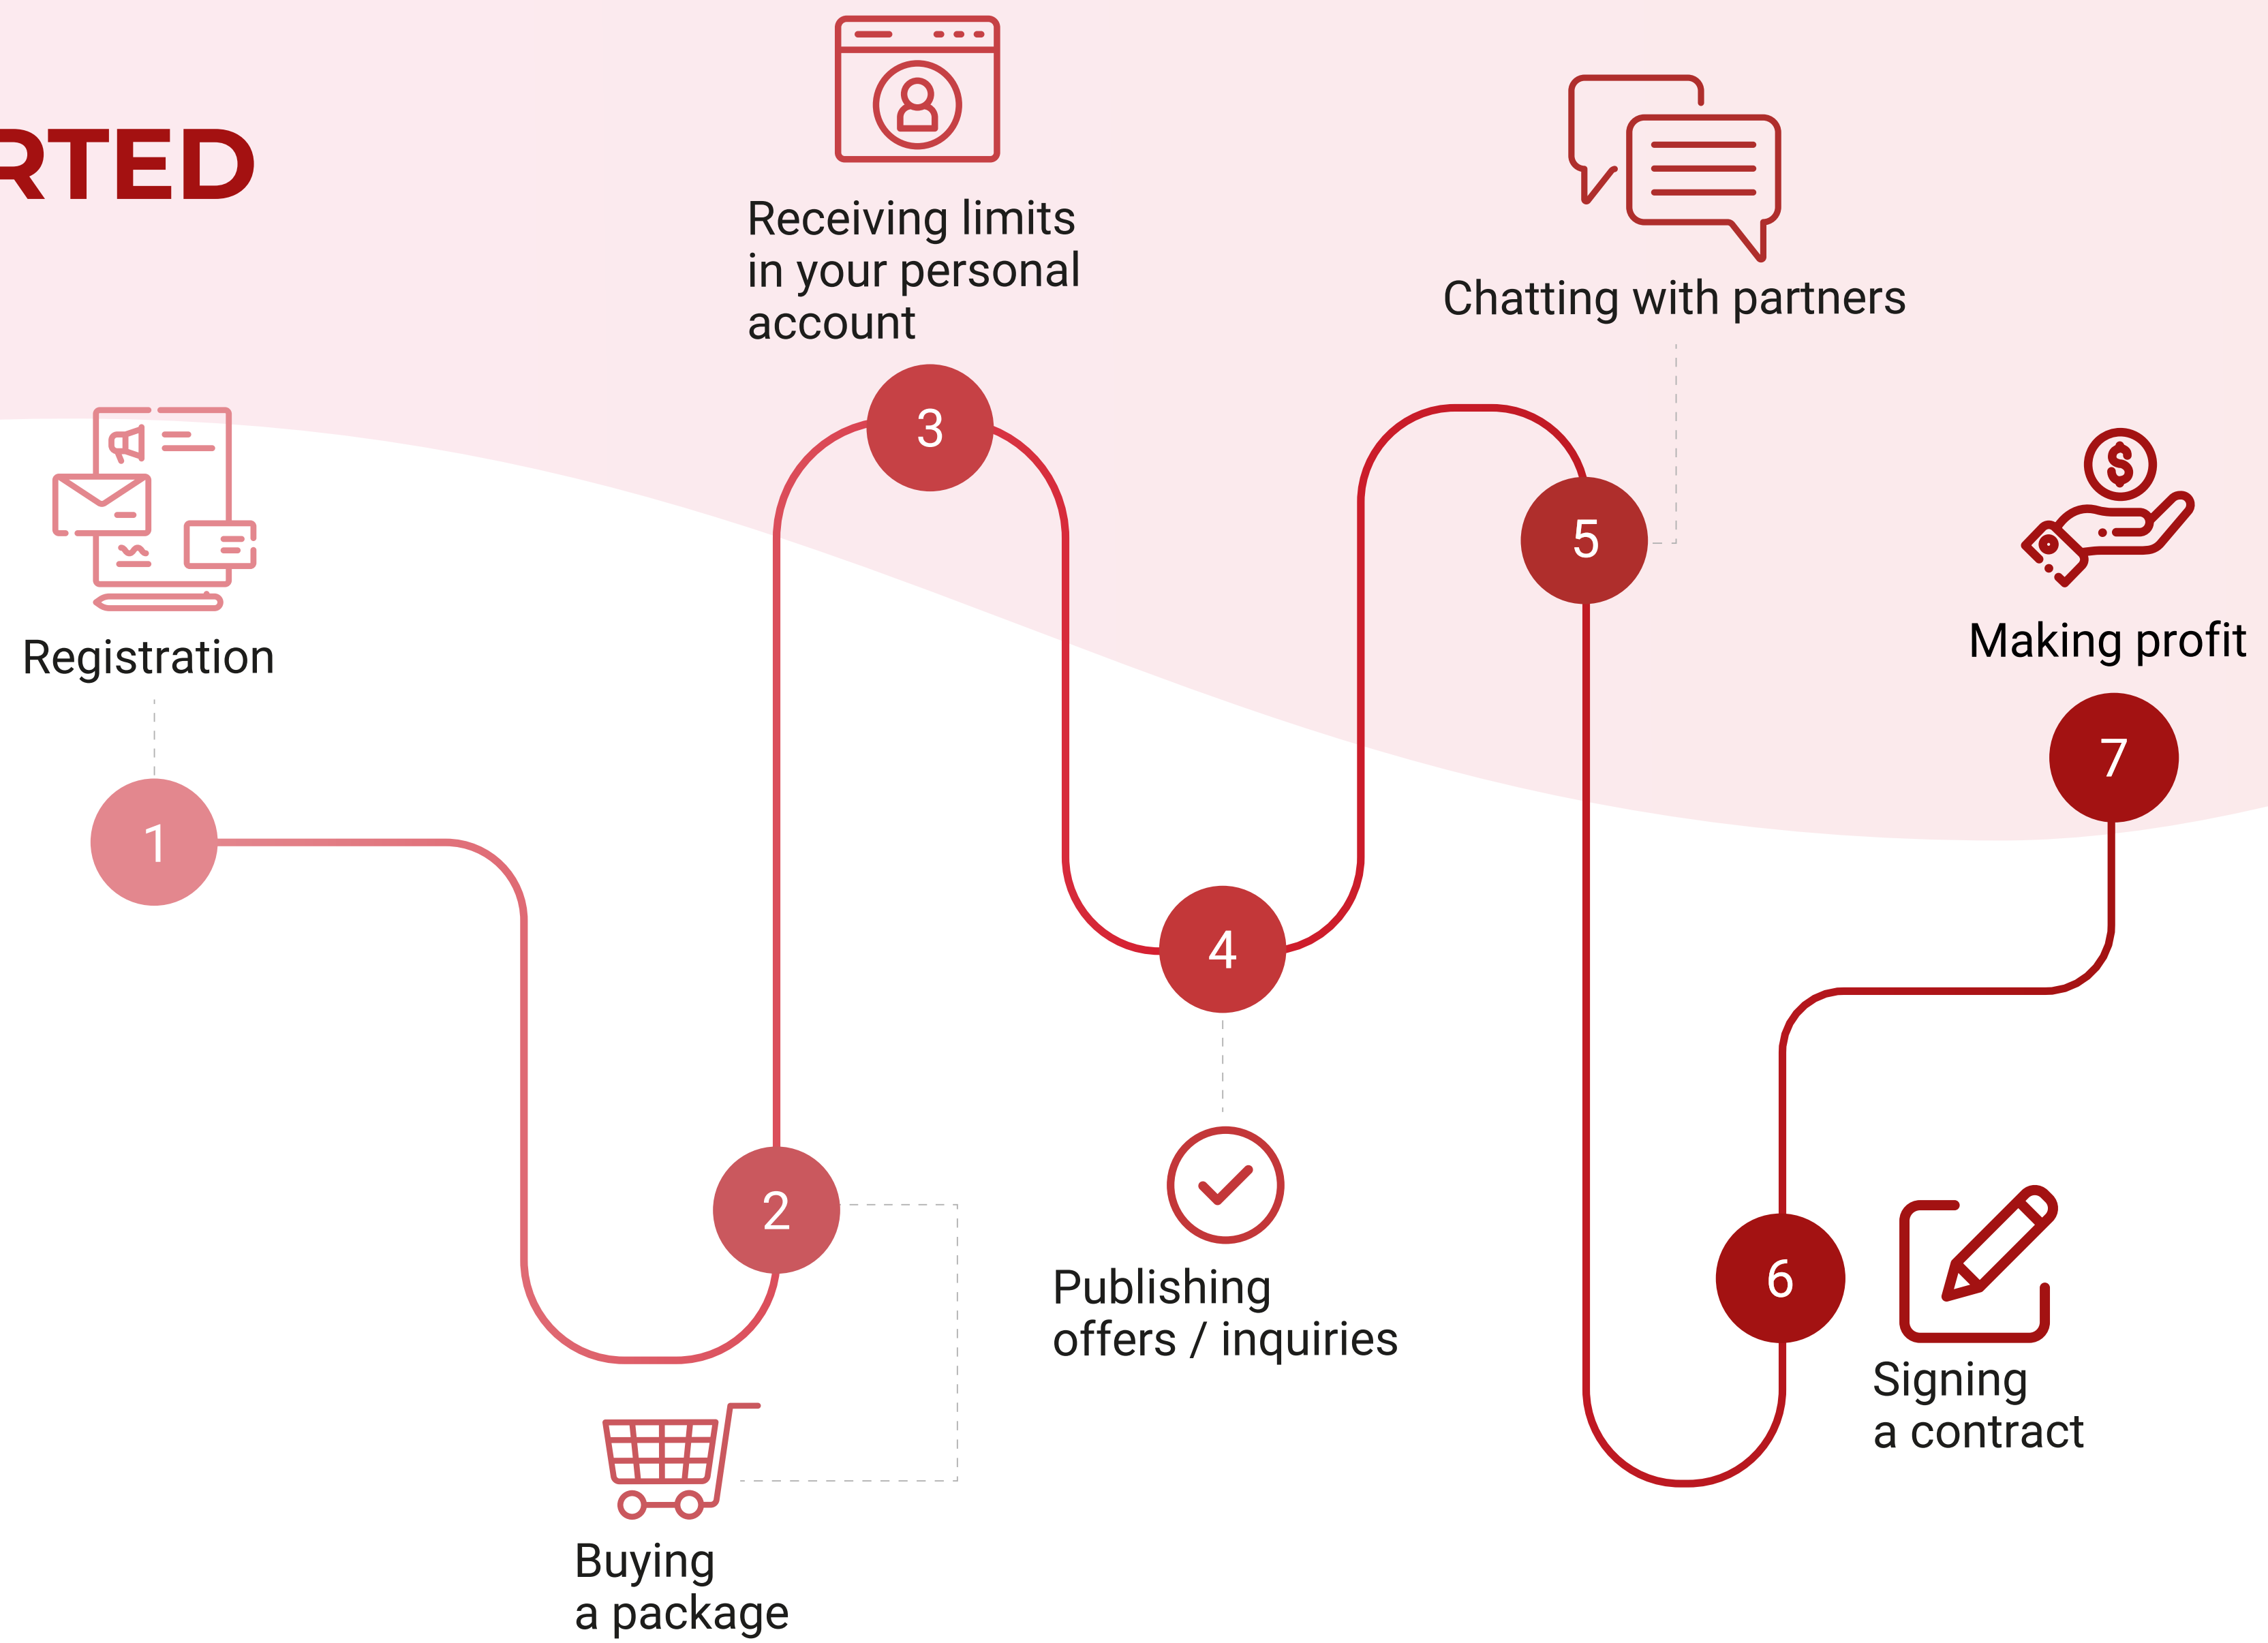 RTED
Registration
1
Buying
a package
2
Receiving limits
in your personal
account
3
4
Publishing
offers / inquiries
Chatting with partners
5
6
Signing
a contract
Making profit
7